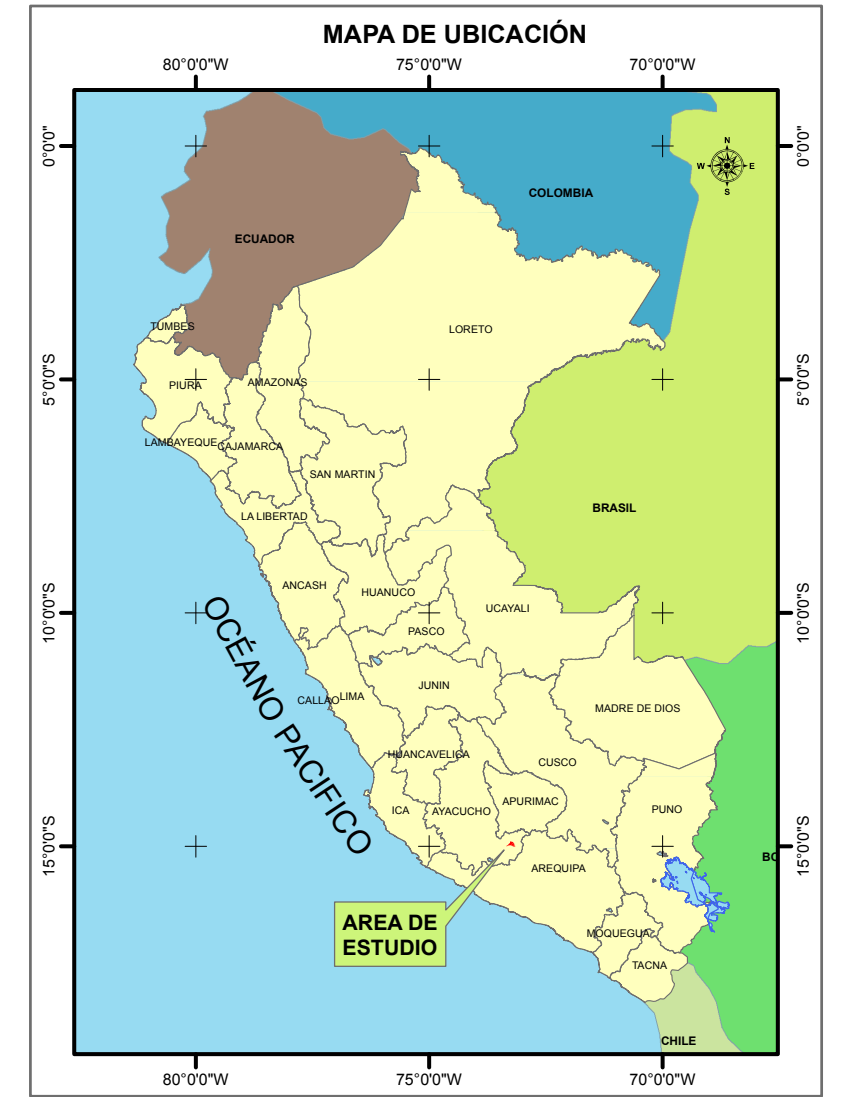 MAPA DE UBICACIÓN
80°0'0"W 75°0'0"W 70°0'0"W
0°0'0" 0°0'0"
N
W E
S
COLOMBIA
ECUADOR
TUMBES
LORETO
5°0'0"S 5°0'0"S
PIURA
AMAZONAS
LAMBAYEQUE
CAJAMARCA
SAN MARTIN
BRASIL
LA LIBERTAD
ANCASH
HUANUCO
UCAYALI
10°0'0"S 10°0'0"S
PASCO
OCÉANO PACIFICO
JUNIN
CALLAO
LIMA
MADRE DE DIOS
HUANCAVELICA
CUSCO
ICA
AYACUCHO
APURIMAC
PUNO
15°0'0"S 15°0'0"S
BO
AREQUIPA
AREA DE
ESTUDIO
MOQUEGUA
TACNA
CHILE
80°0'0"W 75°0'0"W 70°0'0"W